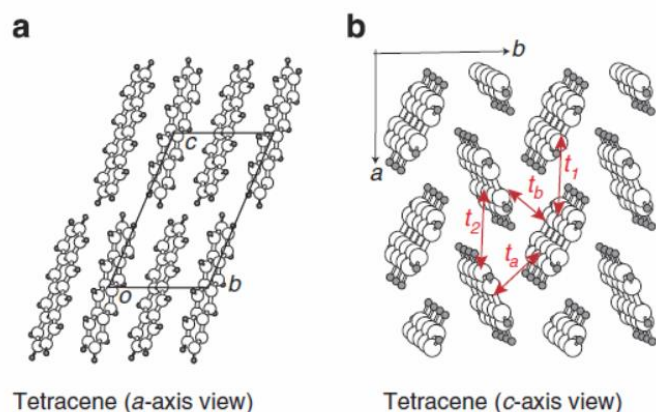 a
c
o
b
Tetracene (a-axis view)
b
b
a
t1
tb
t2
ta
Tetracene (c-axis view)